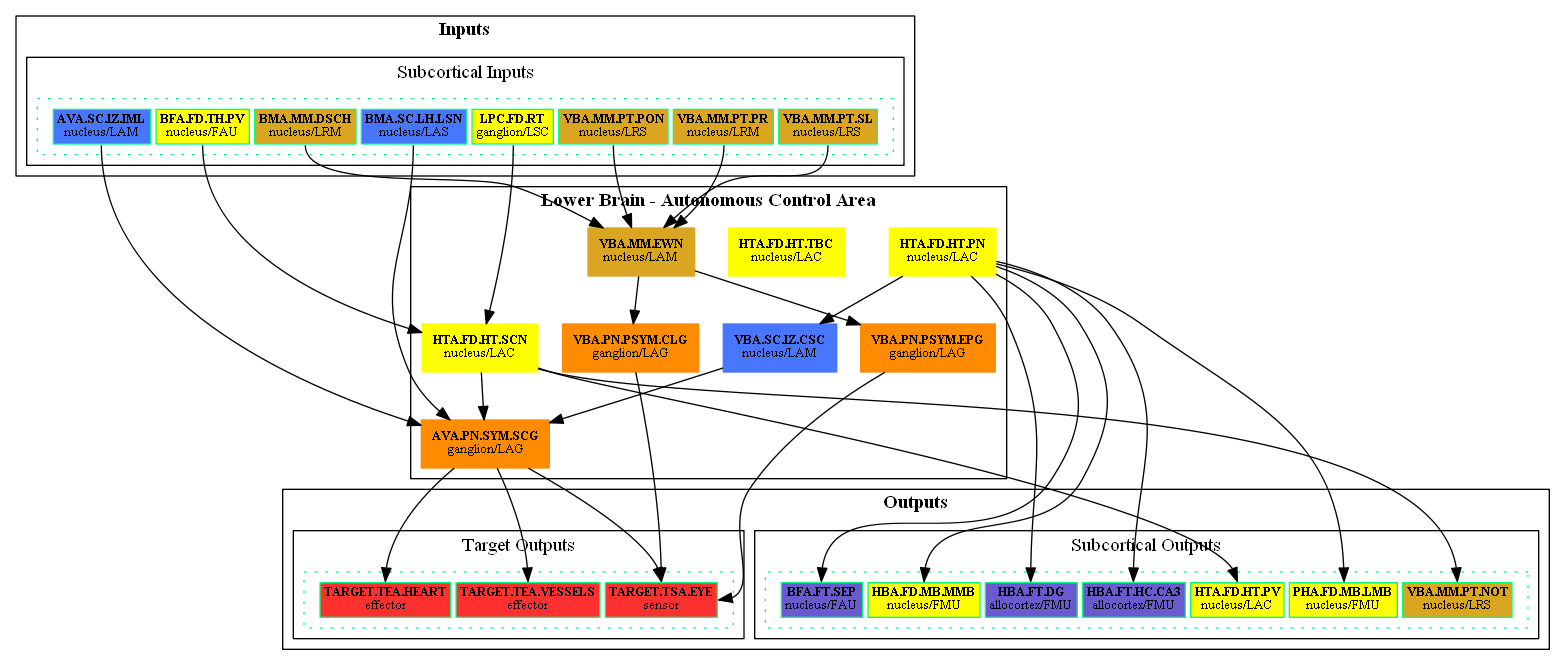 Inputs
Subcortical Inputs
AVA.SC.IZ.IML
nucleus/LAM
BFA.FD.TH.PV
nucleus/FAU
BMA.MM.DSCH
nucleus/LRM
BMA.SC.LH.LSN
nucleus/LAS
LPC.FD.RT
ganglion/LSC
VBA.MM.PT.PON
nucleus/LRS
VBA.MM.PT.PR
nucleus/LRM
VBA.MM.PT.SL
nucleus/LRS
Lower Brain - Autonomous Control Area
VBA.MM.EWN
nucleus/LAM
HTA.FD.HT.TBC
nucleus/LAC
HTA.FD.HT.PN
nucleus/LAC
HTA.FD.HT.SCN
nucleus/LAC
VBA.PN.PSYM.CLG
ganglion/LAG
VBA.SC.IZ.CSC
nucleus/LAM
VBA.PN.PSYM.EPG
ganglion/LAG
AVA.PN.SYM.SCG
ganglion/LAG
Outputs
Target Outputs
TARGET.TEA.HEART
effector
TARGET.TEA.VESSELS
effector
TARGET.TSA.EYE
sensor
Subcortical Outputs
BFA.FT.SEP
nucleus/FAU
HBA.FD.MB.MMB
nucleus/FMU
HBA.FT.DG
allocortex/FMU
HBA.FT.HC.CA3
allocortex/FMU
HTA.FD.HT.PV
nucleus/LAC
PHA.FD.MB.LMB
nucleus/FMU
VBA.MM.PT.NOT
nucleus/LRS